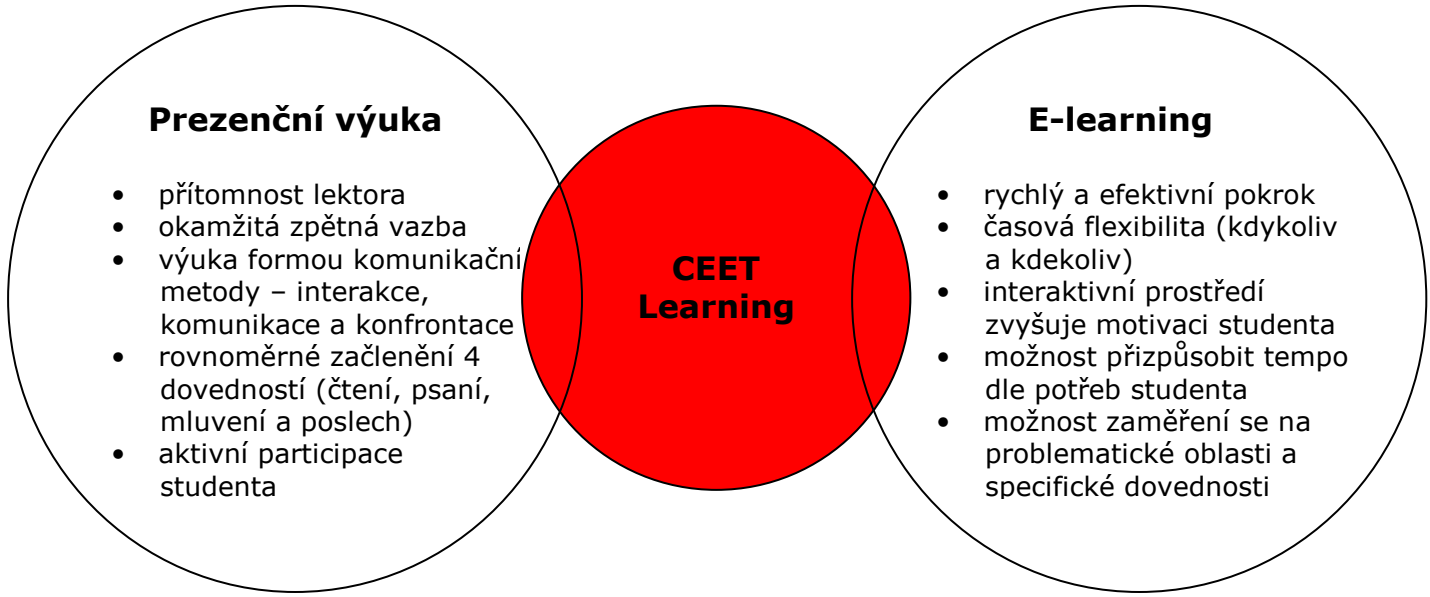 Prezenční výuka
• přítomnost lektora
• okamžitá zpětná vazba
• výuka formou komunikační
metody – interakce,
komunikace a konfrontace
• rovnoměrné začlenění 4
dovedností (čtení, psaní,
mluvení a poslech)
• aktivní participace
studenta
CEET
Learning
E-learning
• rychlý a efektivní pokrok
• časová flexibilita (kdykoliv
a kdekoliv)
• interaktivní prostředí
zvyšuje motivaci studenta
• možnost přizpůsobit tempo
dle potřeb studenta
• možnost zaměření se na
problematické oblasti a
specifické dovednosti